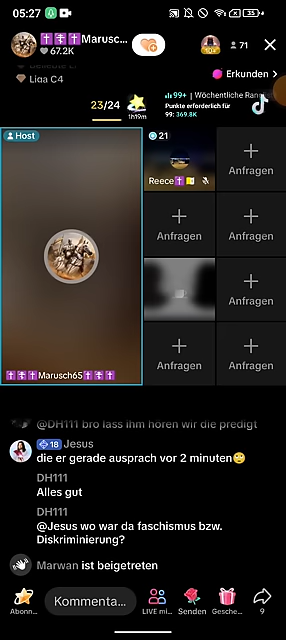 05:27
35
✝️☦️✝️Marusc...
67.2K
71
Liga C4
Erkunden >
23/24
1h19m
99+ | Wöchentliche Ran
Punkte erforderlich für
99: 369.8K
Host
21
Reece✝️
Anfragen
Anfragen
Anfragen
Anfragen
Anfragen
Anfragen
✝️✝️✝️Marusch65✝️✝️✝️
@DH111 bro lass ihm hören wir die predigt
18 Jesus
die er gerade ausprach vor 2 minuten🙄
DH111
Alles gut
DH111
@Jesus wo war da faschismus bzw.
Diskriminierung?
Marwan ist beigetreten
Kommenta...
Abonn...
LIVE mi...
Senden
Gesche...
9